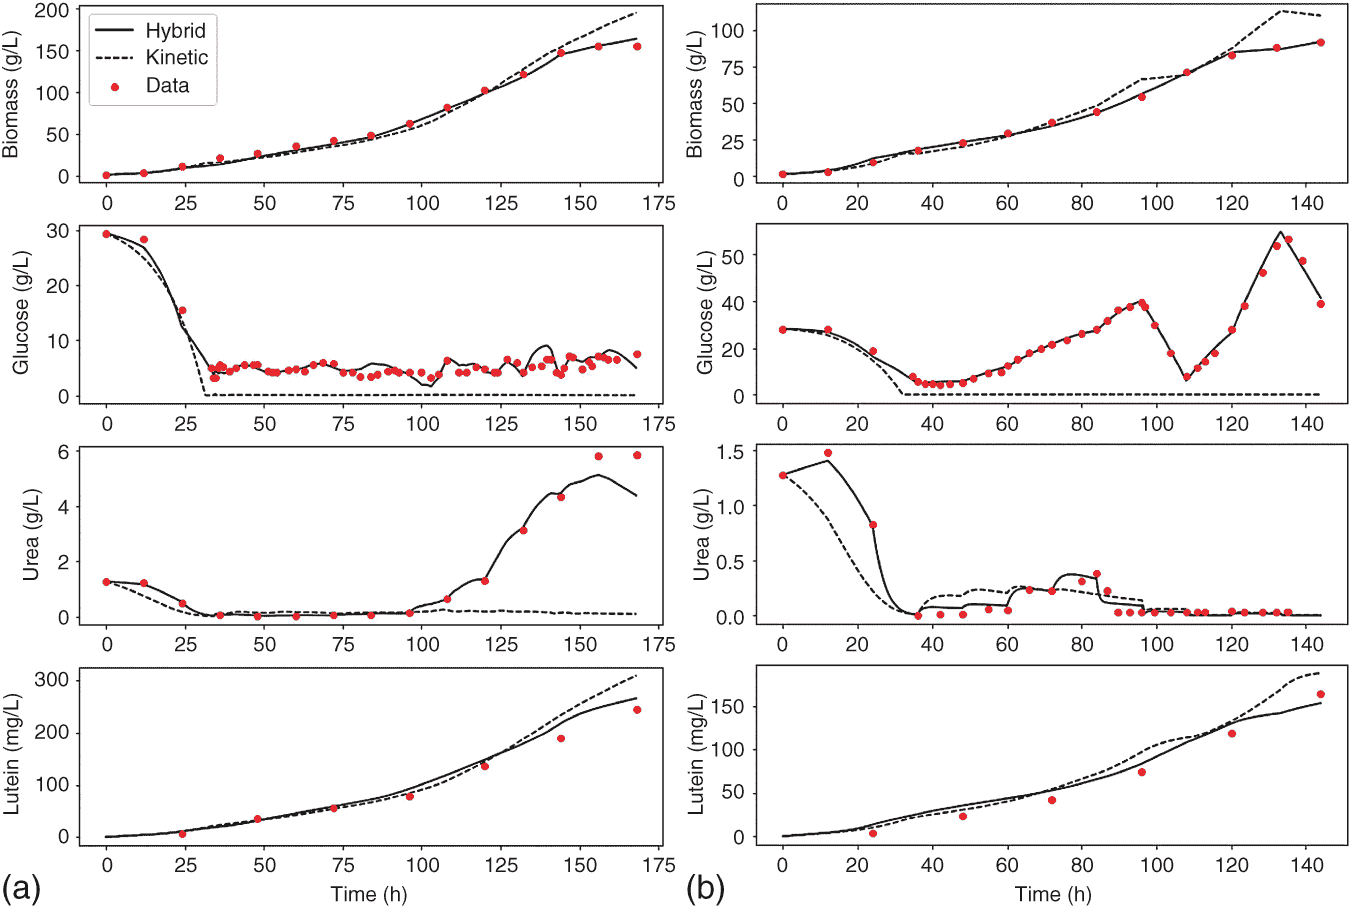 Hybrid
Kinetic
Data
Biomass (g/L)
200
150
100
50
0
0 25 50 75 100 125 150 175
Glucose (g/L)
30
20
10
0
0 25 50 75 100 125 150 175
Urea (g/L)
6
4
2
0
0 25 50 75 100 125 150 175
Lutein (mg/L)
300
200
100
0
0 25 50 75 100 125 150 175
Time (h)
(a)
Biomass (g/L)
100
75
50
25
0
0 20 40 60 80 100 120 140
Glucose (g/L)
50
40
20
0
0 20 40 60 80 100 120 140
Urea (g/L)
1.5
1.0
0.5
0.0
0 20 40 60 80 100 120 140
Lutein (mg/L)
150
100
50
0
0 20 40 60 80 100 120 140
Time (h)
(b)